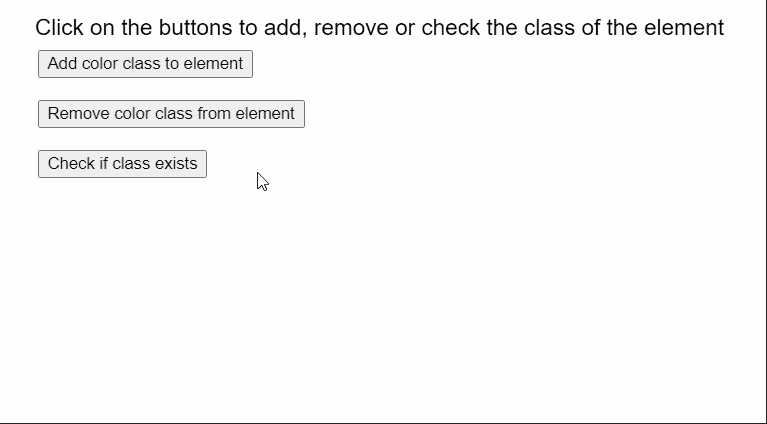 Click on the buttons to add, remove or check the class of the element
Add color class to element
Remove color class from element
Check if class exists